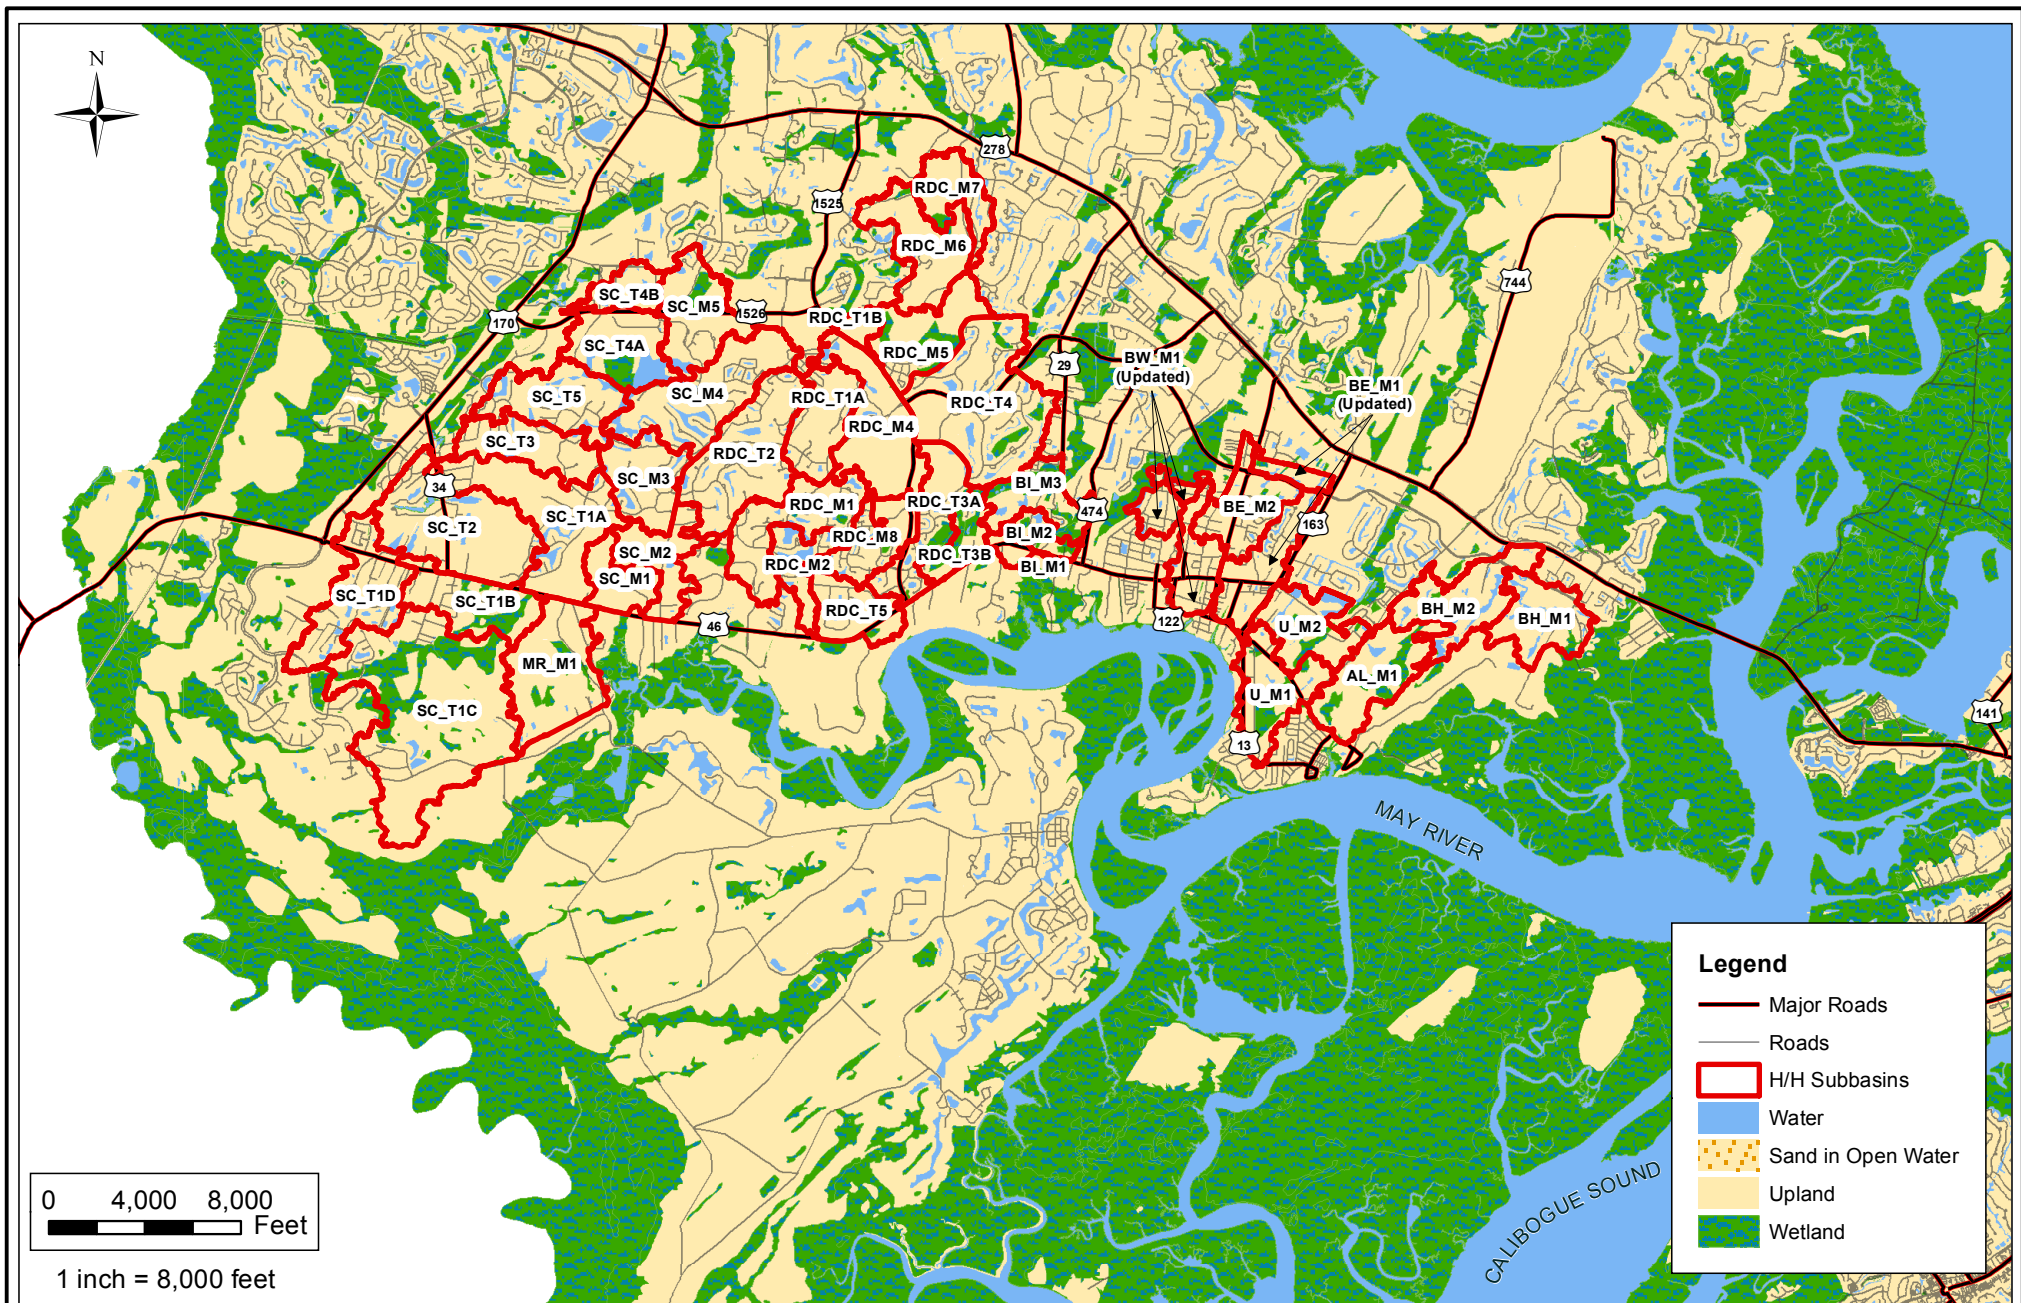 N
278
RDC_M7
1525
RDC_M6
744
SC_T4B
SC_M5
1526
170
RDC_T1B
SC_T4A
RDC_M5
29
BW_M1
(Updated)
BE_M1
(Updated)
SC_T5
SC_M4
RDC_T1A
RDC_T4
RDC_M4
SC_T3
RDC_T2
SC_M3
BI_M3
34
RDC_M1
RDC_T3A
474
BE_M2
163
SC_T2
SC_T1A
BI_M2
RDC_M8
SC_M2
RDC_T3B
RDC_M2
BI_M1
SC_M1
SC_T1D
SC_T1B
RDC_T5
BH_M2
BH_M1
122
46
U_M2
MR_M1
AL_M1
U_M1
SC_T1C
141
13
MAY RIVER
CALIBOGUE SOUND
Legend
Major Roads
Roads
H/H Subbasins
Water
Sand in Open Water
Upland
Wetland
0 4,000 8,000
Feet
1 inch = 8,000 feet